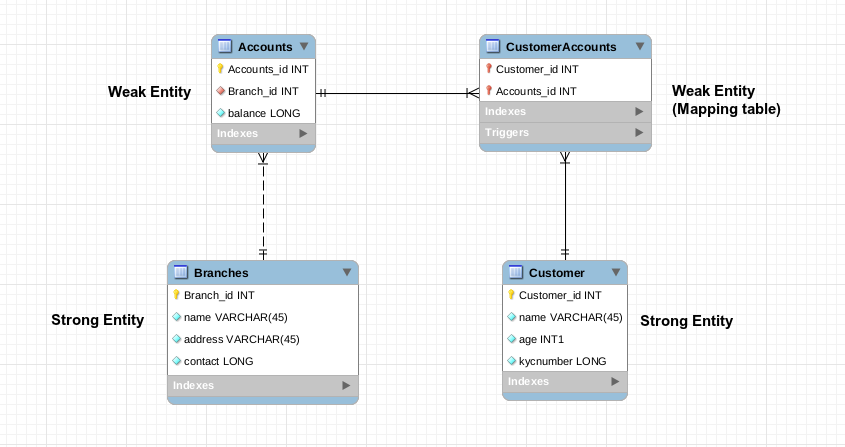 Accounts
Accounts_id INT
Branch_id INT
balance LONG
Indexes
Weak Entity
CustomerAccounts
Customer_id INT
Accounts_id INT
Indexes
Triggers
Weak Entity
(Mapping table)
Branches
Branch_id INT
name VARCHAR(45)
address VARCHAR(45)
contact LONG
Indexes
Strong Entity
Customer
Customer_id INT
name VARCHAR(45)
age INT1
kycnumber LONG
Indexes
Strong Entity